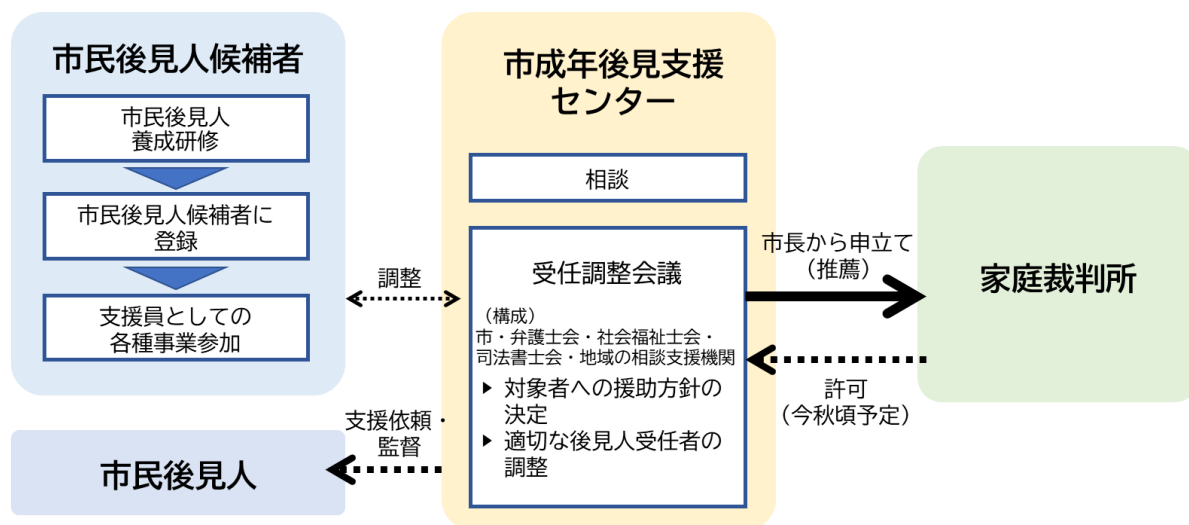 市民後見人候補者
市民後見人
養成研修
市民後見人候補者に
登録
支援員としての
各種事業参加
市民後見人
調整
支援依頼・
監督
市成年後見支援
センター
相談
受任調整会議
（構成）
市・弁護士会・社会福祉士会・
司法書士会・地域の相談支援機関
▶ 対象者への援助方針の
決定
▶ 適切な後見人受任者の
調整
市長から申立て
（推薦）
許可
（今秋頃予定）
家庭裁判所